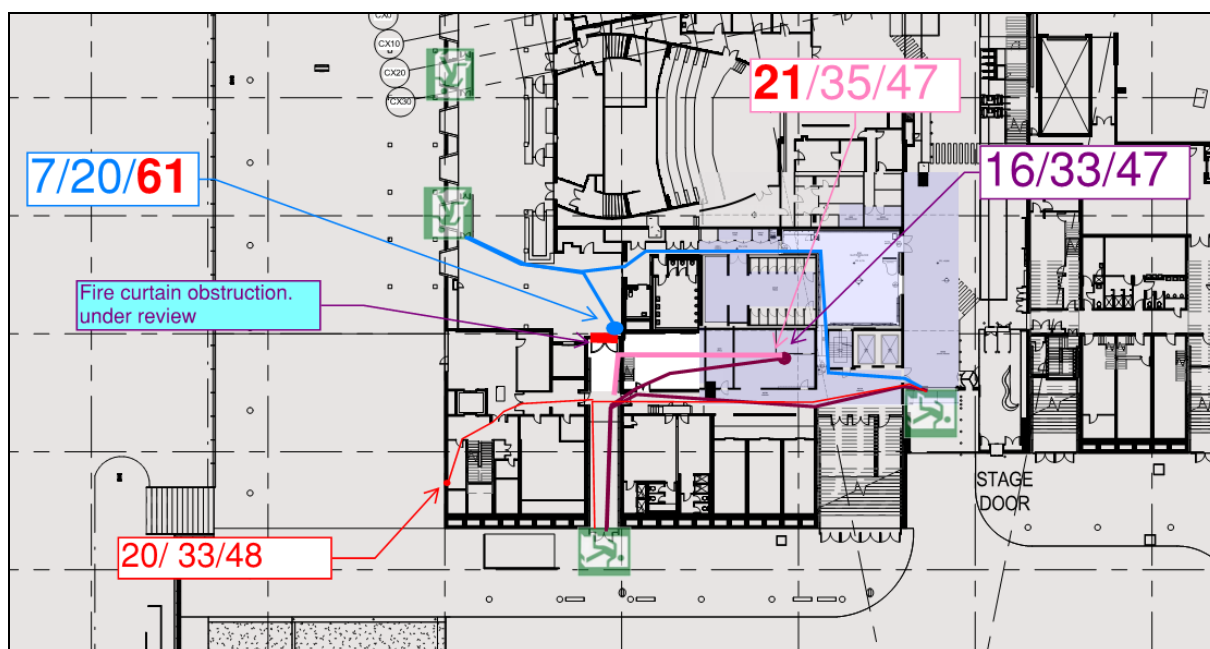 CX10
CX20
CX30
21/35/47
7/20/61
16/33/47
Fire curtain obstruction.
under review
STAGE
DOOR
20/ 33/48